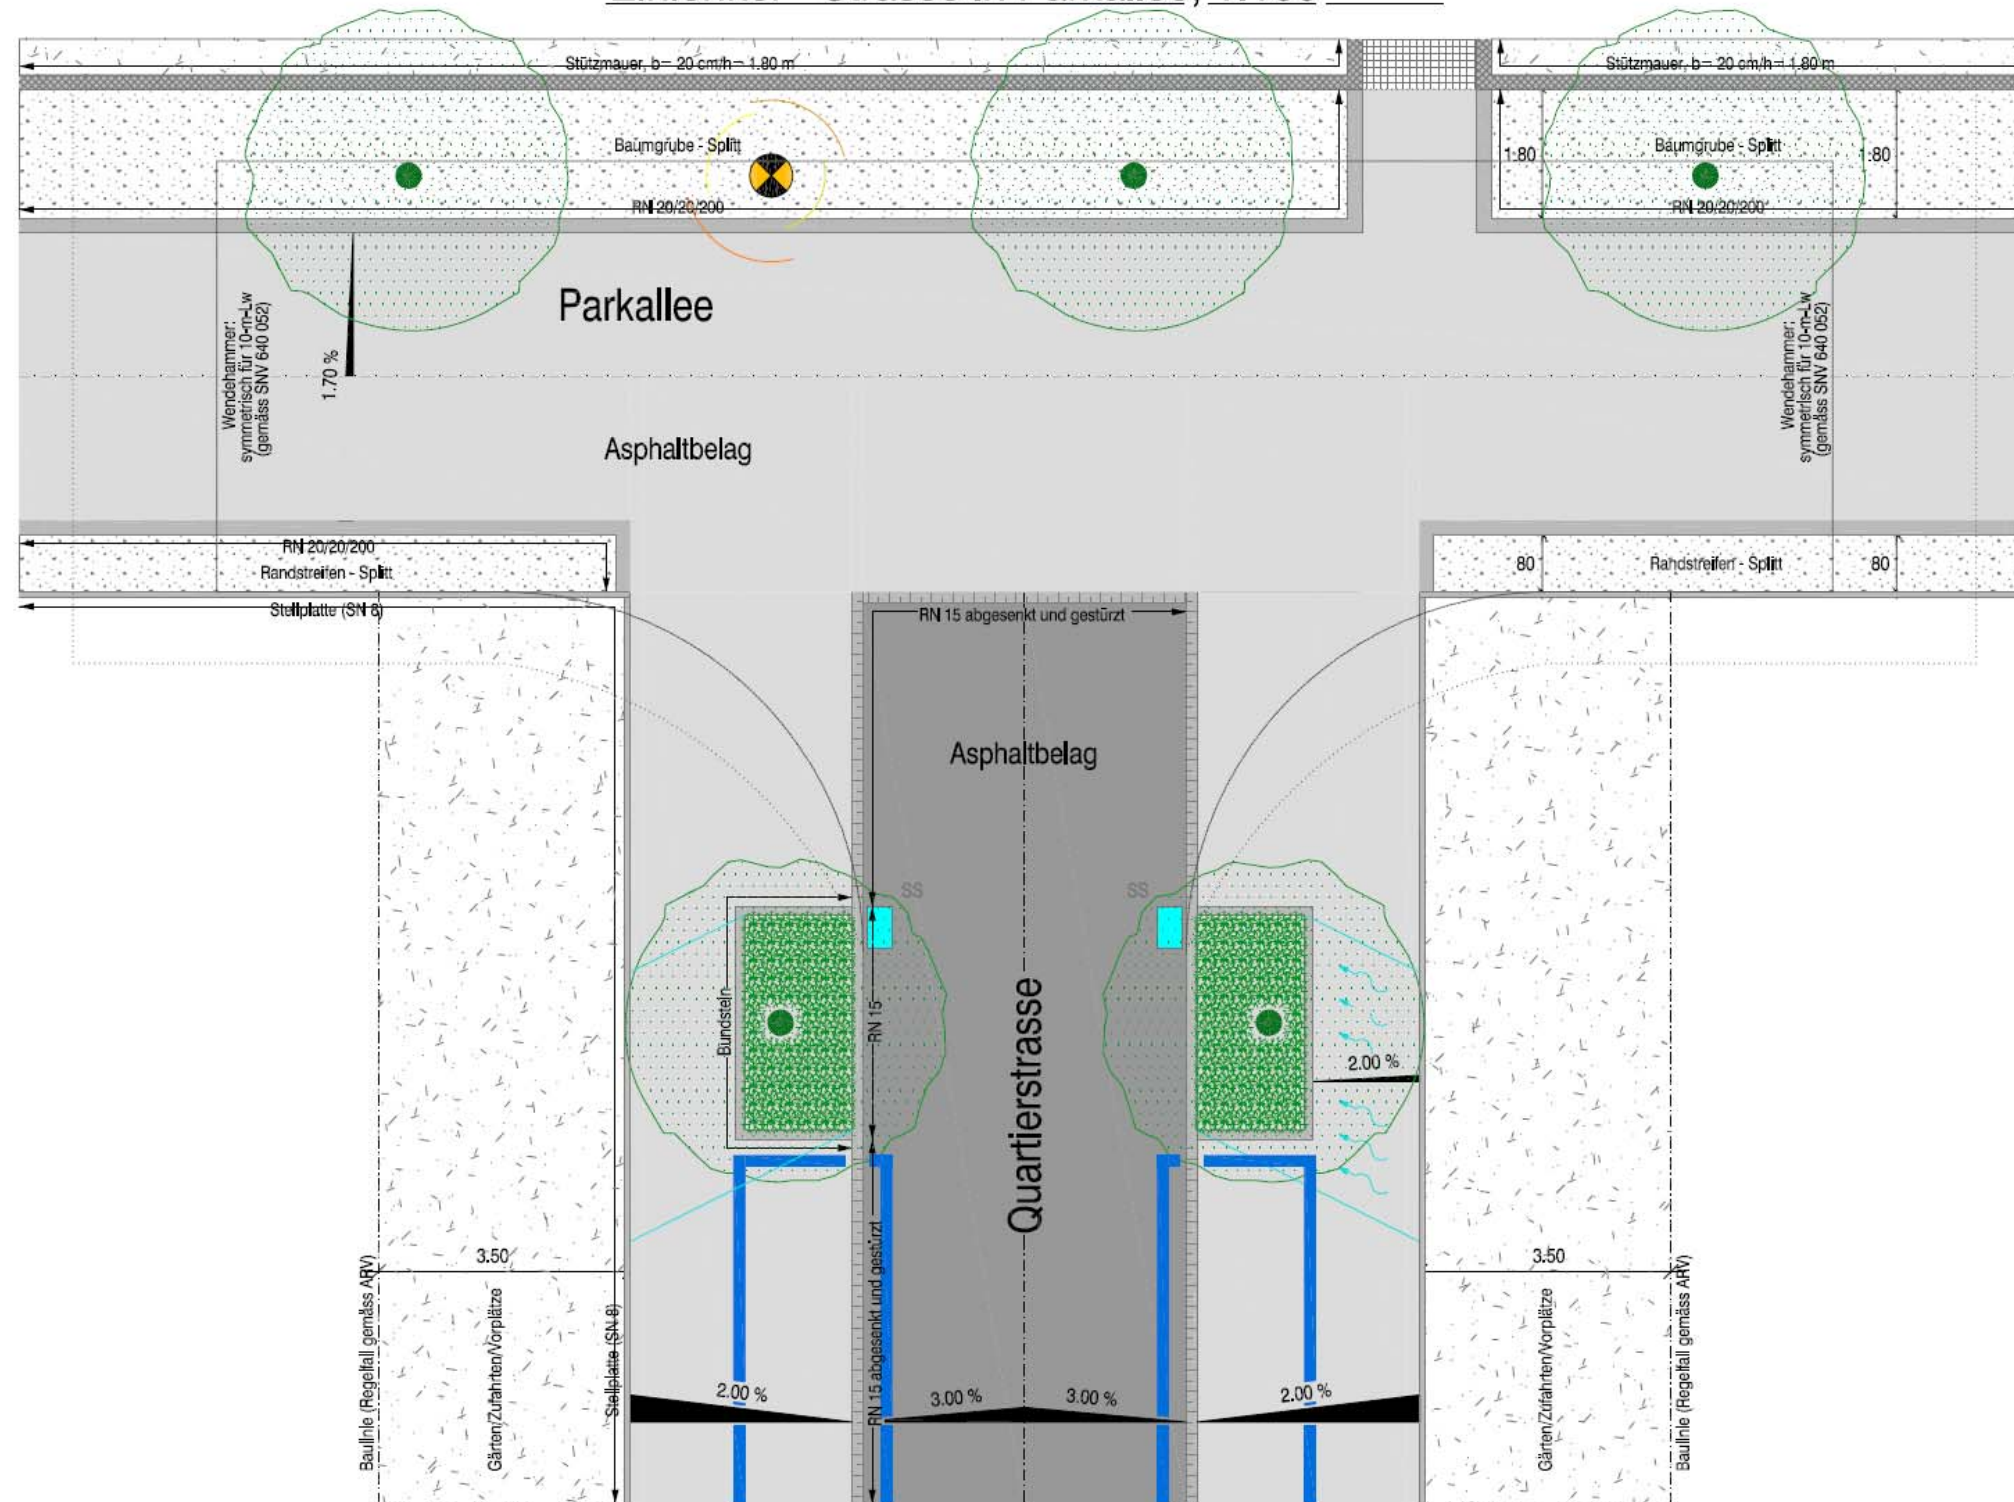 Stützmauer, b= 20 cm/h= 1.80 m
Stützmauer, b= 20 cm/h= 1.80 m
Baumgrube - Splitt
1.80
Baumgrube - Splitt
1.80
RN 20/20/200
RN 20/20/200
Parkallee
Wendehammer:
symmetrisch für 10-m-Lw
(gemäss SNV 640 052)
1.70 %
Wendehammer:
symmetrisch für 10-m-Lw
(gemäss SNV 640 052)
Asphaltbelag
RN 20/20/200
Randstreifen - Splitt
80
Randstreifen - Splitt
80
Stellplatte (SN 8)
RN 15 abgesenkt und gestürzt
Asphaltbelag
SS
SS
Bundstein
RN 15
Quartierstrasse
2.00 %
3.50
3.50
Baulinie (Regelfall gemäss ARV)
Gärten/Zufahrten/Vorplätze
Stellplatte (SN 8)
RN 15 abgesenkt und gestürzt
Gärten/Zufahrten/Vorplätze
Baulinie (Regelfall gemäss ARV)
2.00 %
3.00 %
3.00 %
2.00 %